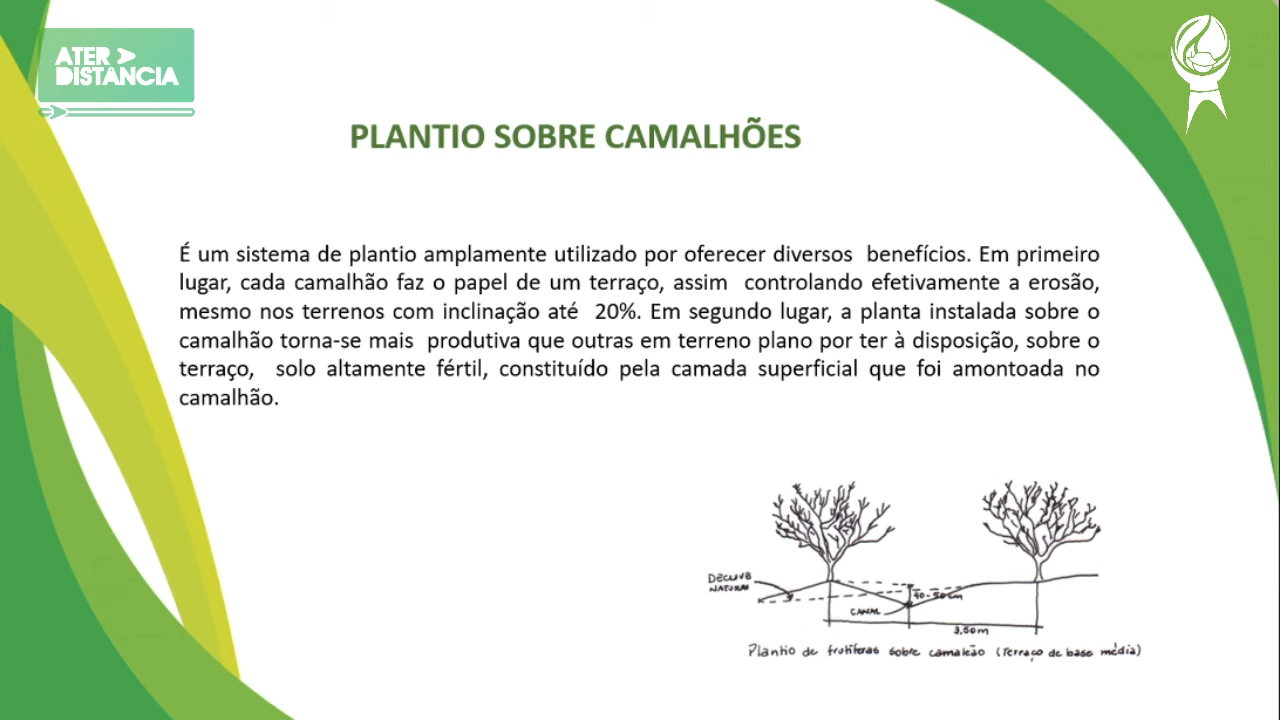 ATER
DISTÂNCIA
PLANTIO SOBRE CAMALHÕES
É um sistema de plantio amplamente utilizado por oferecer diversos benefícios. Em primeiro
lugar, cada camalhão faz o papel de um terraço, assim controlando efetivamente a erosão,
mesmo nos terrenos com inclinação até 20%. Em segundo lugar, a planta instalada sobre o
camalhão torna-se mais produtiva que outras em terreno plano por ter à disposição, sobre o
terraço, solo altamente fértil, constituído pela camada superficial que foi amontoada no
camalhão.
DECLIVE
NATURAL
40-50cm
CANAL
3,50m
Plantio de frutíferas sobre camaleão (terraço de base média)